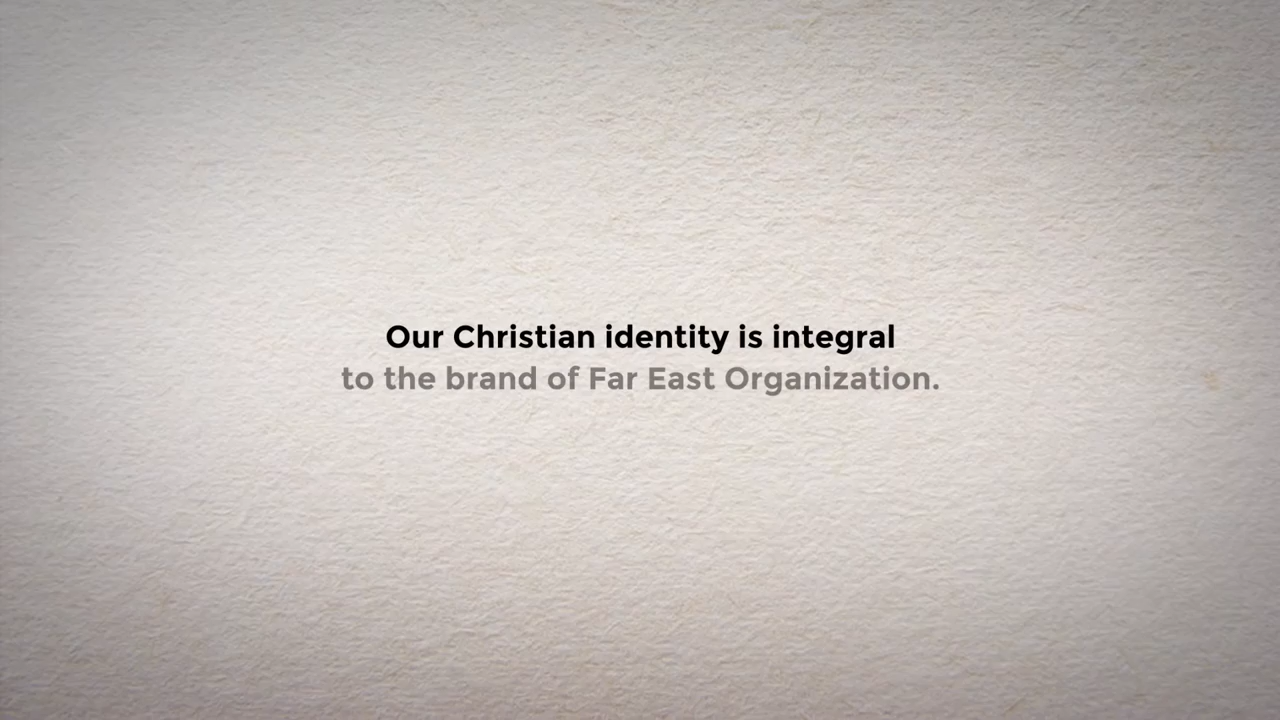 Our Christian identity is integral
to the brand of Far East Organization.